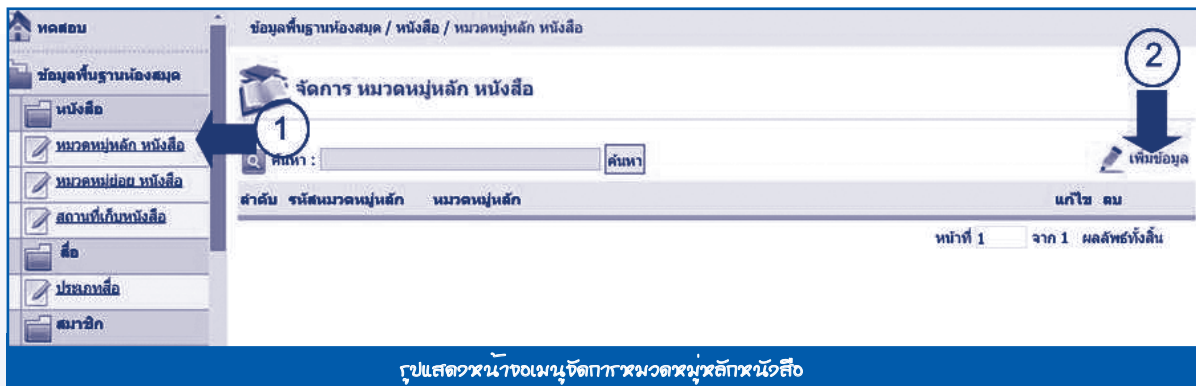 ทดสอบ
ข้อมูลพื้นฐานห้องสมุด
หนังสือ
หมวดหมู่หลัก หนังสือ
หมวดหมู่ย่อย หนังสือ
สถานที่เก็บหนังสือ
สื่อ
ประเภทสื่อ
สมาชิก
1
ข้อมูลพื้นฐานห้องสมุด / หนังสือ / หมวดหมู่หลัก หนังสือ
จัดการ หมวดหมู่หลัก หนังสือ
2
ค้นหา : ค้นหา
เพิ่มข้อมูล
ลำดับ รหัสหมวดหมู่หลัก หมวดหมู่หลัก แก้ไข ลบ
หน้าที่ 1 จาก 1 ผลลัพธ์ทั้งสิ้น
รูปแสดงหน้าจอเมนูจัดการหมวดหมู่หลักหนังสือ